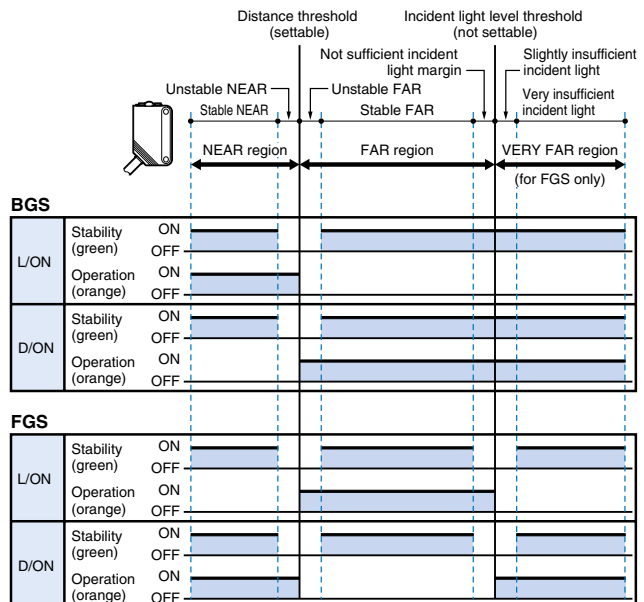 Distance threshold
(settable)
Incident light level threshold
(not settable)
Not sufficient incident
light margin
Slightly insufficient
incident light
Unstable NEAR
Unstable FAR
Very insufficient
incident light
Stable NEAR
Stable FAR
NEAR region
FAR region
VERY FAR region
(for FGS only)
BGS
L/ON
Stability
(green)
ON
OFF
Operation
(orange)
ON
OFF
D/ON
Stability
(green)
ON
OFF
Operation
(orange)
ON
OFF
FGS
L/ON
Stability
(green)
ON
OFF
Operation
(orange)
ON
OFF
D/ON
Stability
(green)
ON
OFF
Operation
(orange)
ON
OFF